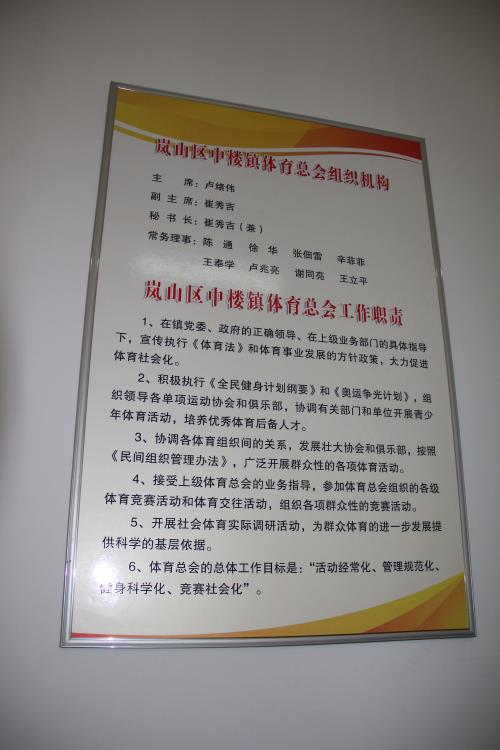 岚山区中楼镇体育总会组织机构
主 席：卢绪伟
副 主 席：崔秀吉
秘 书 长：崔秀吉（兼）
常务理事：陈 通 徐 华 张佃雷 辛菲菲
王奉学 卢兆亮 谢同亮 王立平
岚山区中楼镇体育总会工作职责
1、在镇党委、政府的正确领导、在上级业务部门的具体指导
下，宣传执行《体育法》和体育事业发展的方针政策，大力促进
体育社会化。
2、积极执行《全民健身计划纲要》和《奥运争光计划》，组
织领导各单项运动协会和俱乐部，协调有关部门和单位开展青少
年体育活动，培养优秀体育后备人才。
3、协调各体育组织间的关系，发展壮大协会和俱乐部，按照
《民间组织管理办法》，广泛开展群众性的各项体育活动。
4、接受上级体育总会的业务指导，参加体育总会组织的各级
体育竞赛活动和体育交往活动，组织各项群众性的竞赛活动。
5、开展社会体育实际调研活动，为群众体育的进一步发展提
供科学的基层依据。
6、体育总会的总体工作目标是：“活动经常化、管理规范化、
健身科学化、竞赛社会化”。